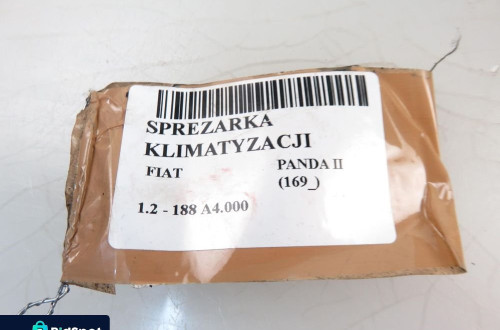 SPREZARKA
KLIMATYZACJI
FIAT PANDA II
(169_)
1.2 - 188 A4.000